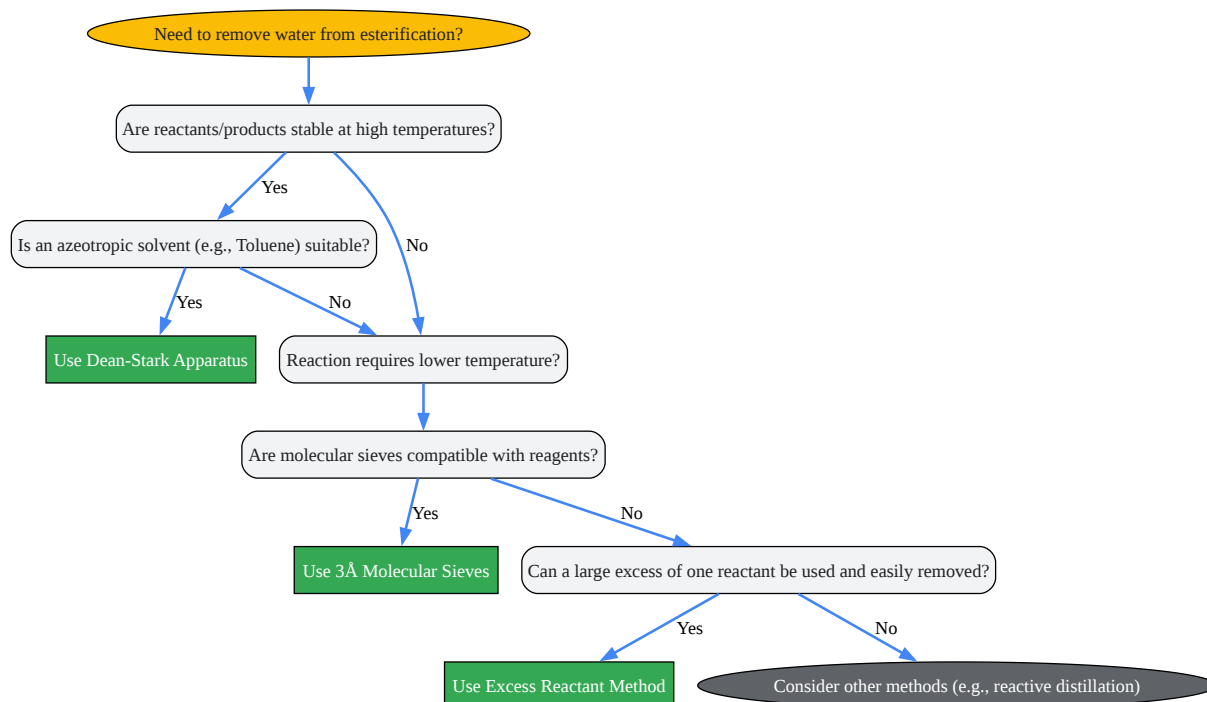 Need to remove water from esterification?
Are reactants/products stable at high temperatures?
Yes
Is an azeotropic solvent (e.g., Toluene) suitable?
No
Yes
No
Use Dean-Stark Apparatus
Reaction requires lower temperature?
Are molecular sieves compatible with reagents?
Yes
No
Use 3Å Molecular Sieves
Can a large excess of one reactant be used and easily removed?
Yes
No
Use Excess Reactant Method
Consider other methods (e.g., reactive distillation)